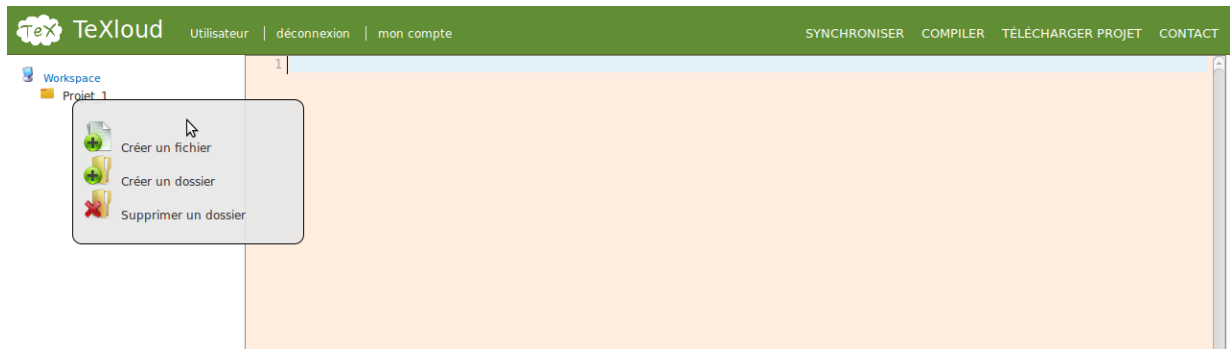 TeX TeXloud Utilisateur | déconnexion | mon compte SYNCHRONISER COMPILER TÉLÉCHARGER PROJET CONTACT
Workspace
1
Projet_1
Créer un fichier
Créer un dossier
Supprimer un dossier